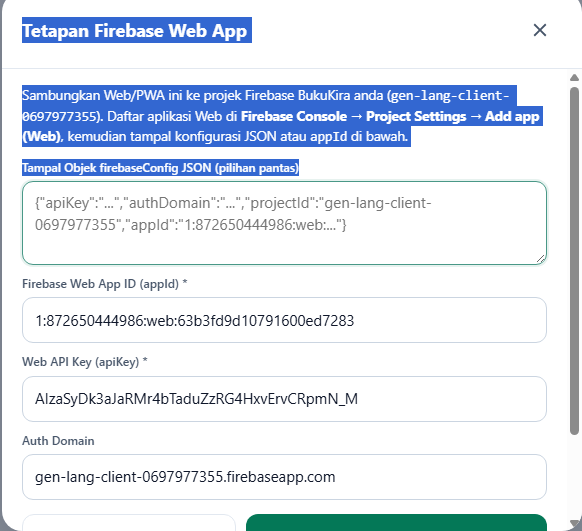 Tetapan Firebase Web App
Sambungkan Web/PWA ini ke projek Firebase BukuKira anda (gen-lang-client-
0697977355). Daftar aplikasi Web di Firebase Console → Project Settings → Add app
(Web), kemudian tampal konfigurasi JSON atau appId di bawah.
Tampal Objek firebaseConfig JSON (pilihan pantas)
{"apiKey":"...","authDomain":"...","projectId":"gen-lang-client-
0697977355","appId":"1:872650444986:web:..."}
Firebase Web App ID (appId) *
1:872650444986:web:63b3fd9d10791600ed7283
Web API Key (apiKey) *
AIzaSyDk3aJaRMr4bTaduZzRG4HxvErvCRpmN_M
Auth Domain
gen-lang-client-0697977355.firebaseapp.com